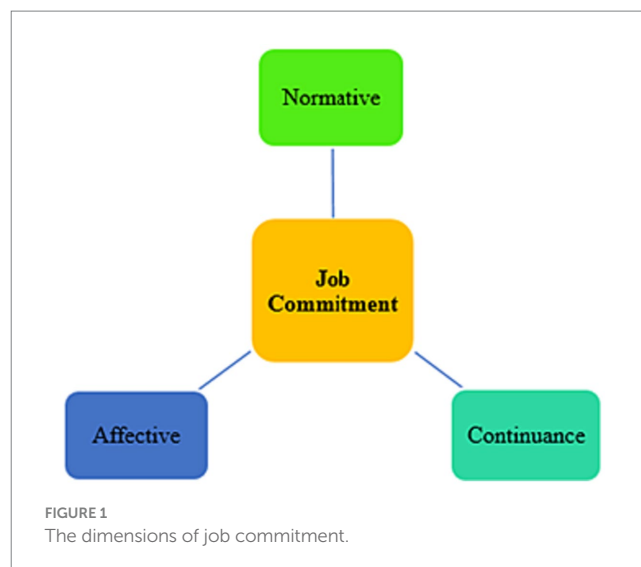 Normative
Job
Commitment
Affective
Continuance
FIGURE 1
The dimensions of job commitment.